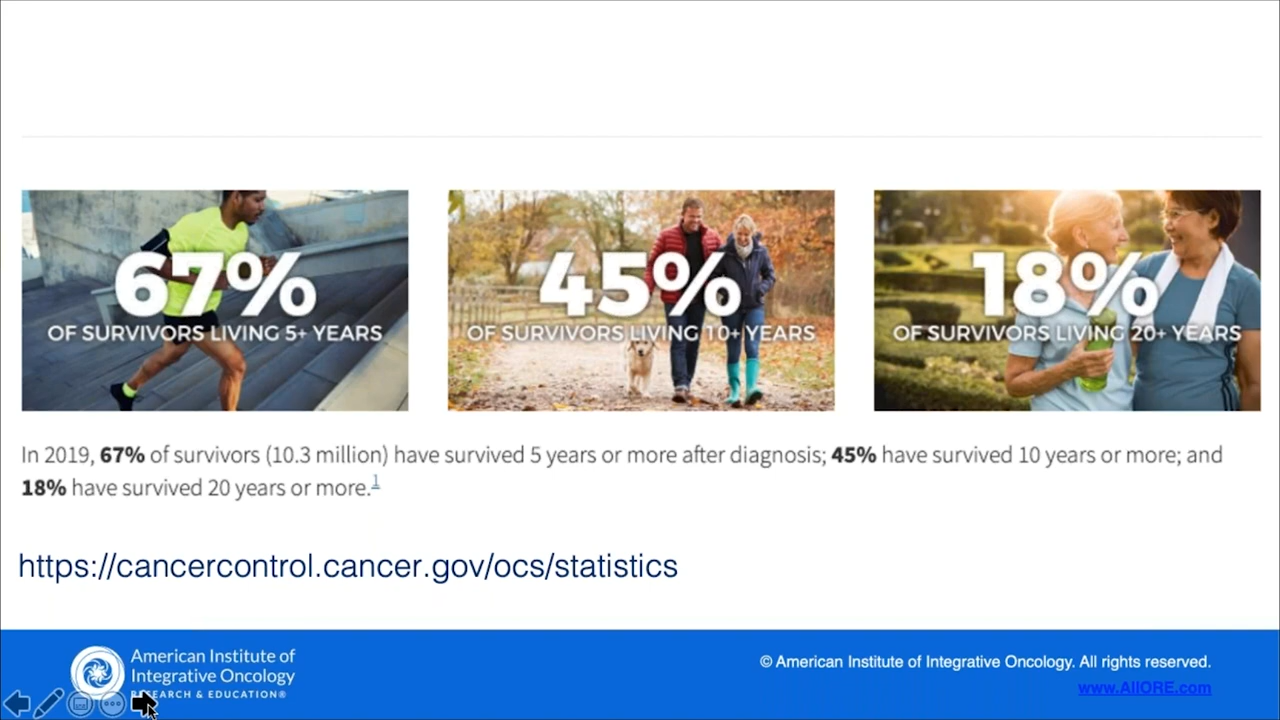 67%
OF SURVIVORS LIVING 5+ YEARS
45%
OF SURVIVORS LIVING 10+ YEARS
18%
OF SURVIVORS LIVING 20+ YEARS
In 2019, 67% of survivors (10.3 million) have survived 5 years or more after diagnosis; 45% have survived 10 years or more; and
18% have survived 20 years or more.1
https://cancercontrol.cancer.gov/ocs/statistics
American Institute of
Integrative Oncology
RESEARCH & EDUCATION®
© American Institute of Integrative Oncology. All rights reserved.
www.AIIORE.com